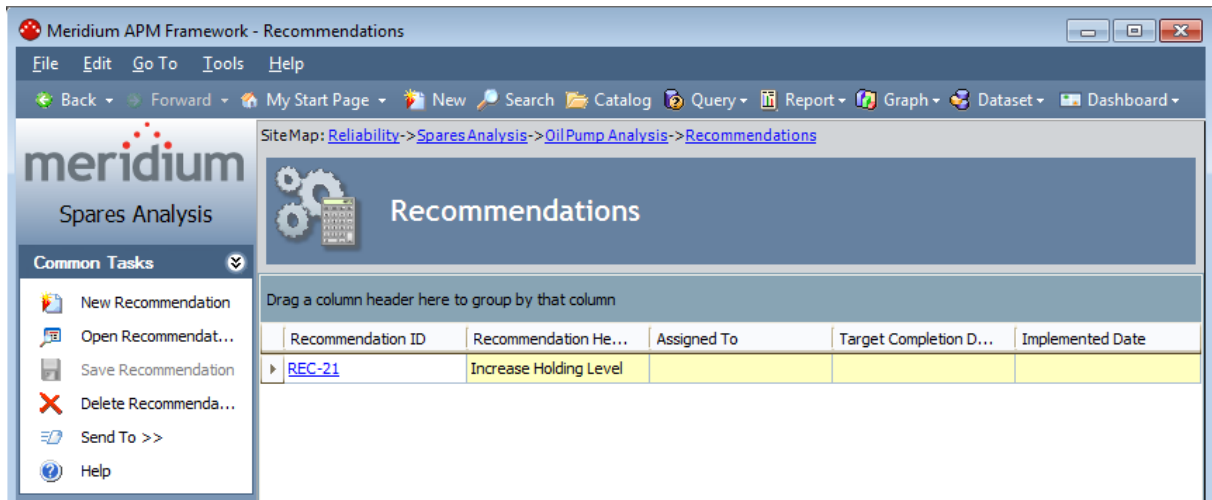 Meridium APM Framework - Recommendations
File Edit Go To Tools Help
Back Forward My Start Page New Search Catalog Query Report Graph Dataset Dashboard
meridium
Spares Analysis
Site Map: Reliability->Spares Analysis->Oil Pump Analysis->Recommendations
Recommendations
Common Tasks
New Recommendation
Open Recommendat...
Save Recommendation
Delete Recommenda...
Send To >>
Help
Drag a column header here to group by that column
Recommendation ID Recommendation He... Assigned To Target Completion D... Implemented Date
REC-21 Increase Holding Level